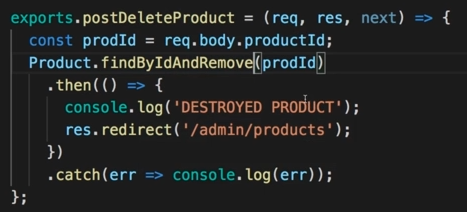 exports.postDeleteProduct = (req, res, next) => {
  const prodId = req.body.productId;
  Product.findByIdAndRemove(prodId)
    .then(() => {
      console.log('DESTROYED PRODUCT');
      res.redirect('/admin/products');
    })
    .catch(err => console.log(err));
};